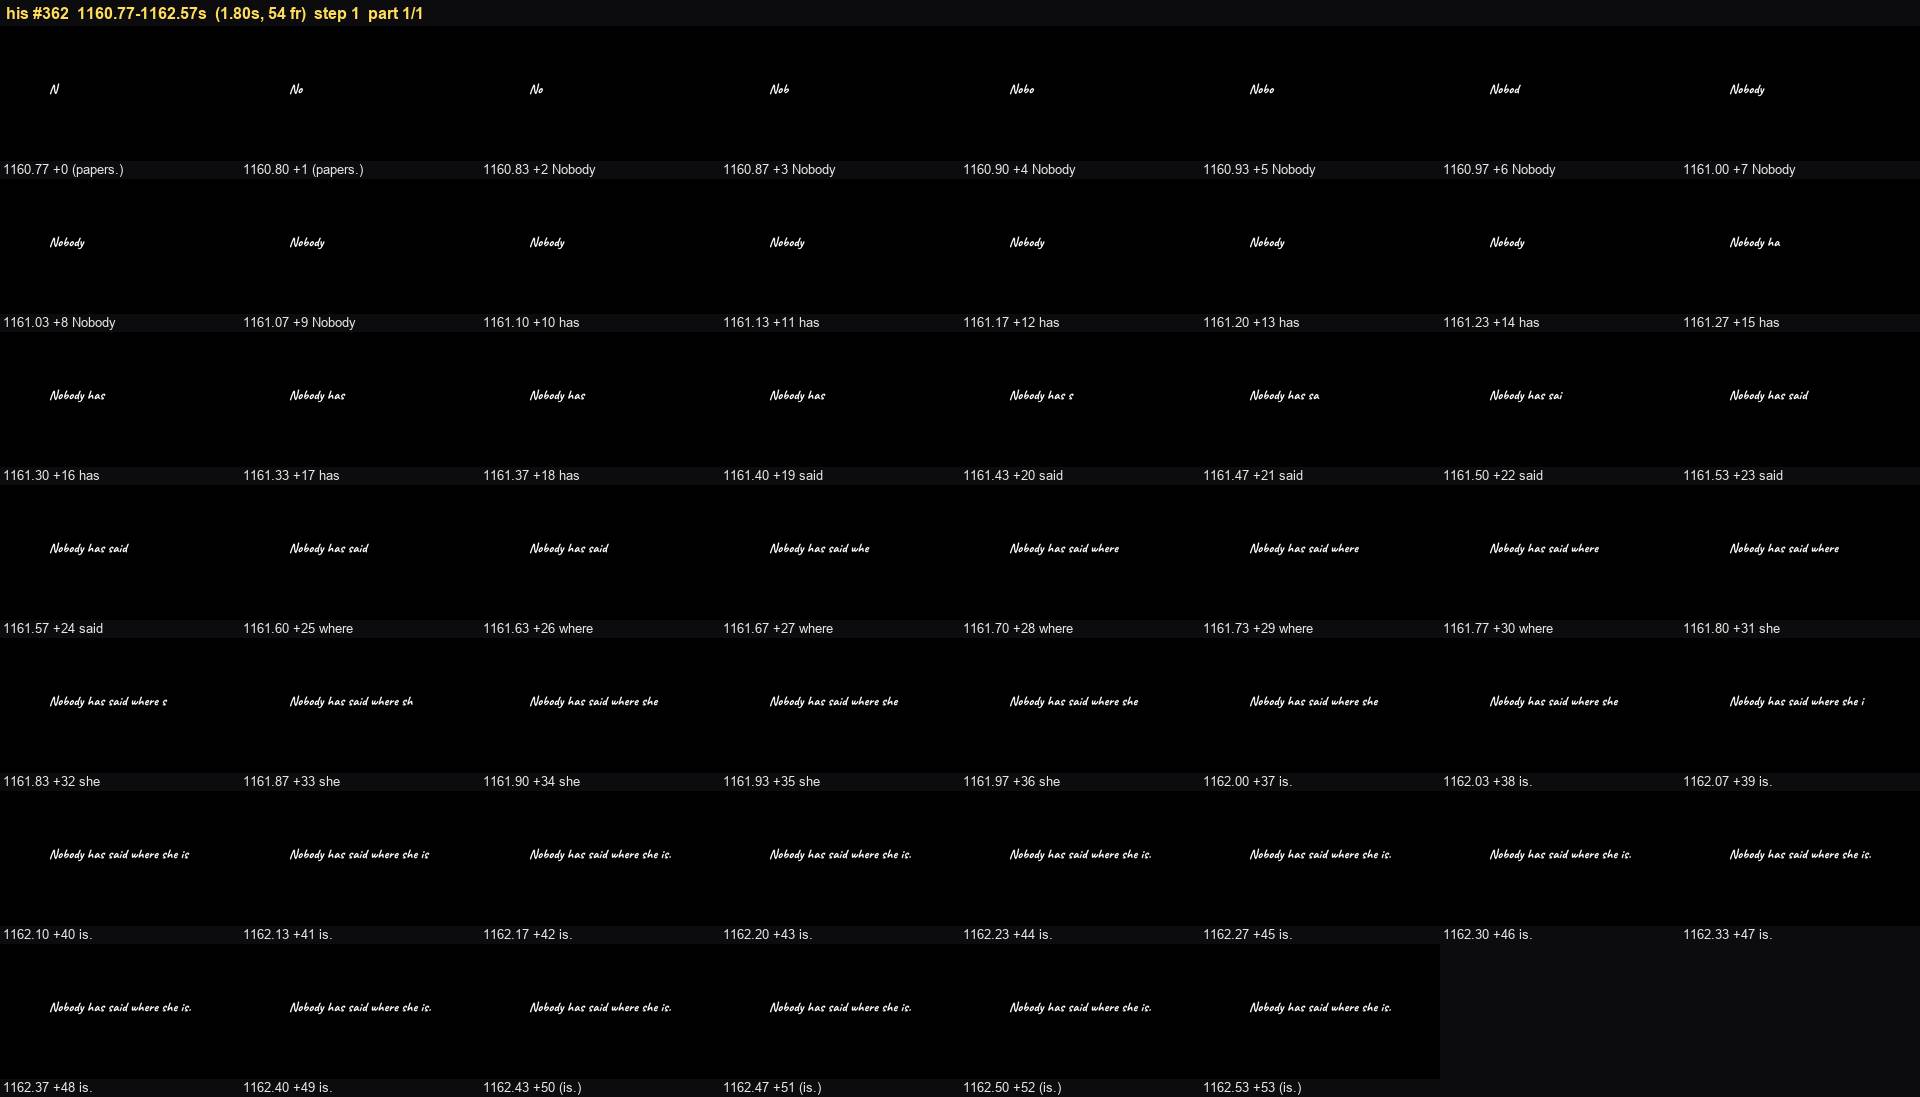 his #362 1160.77-1162.57s (1.80s, 54 fr) step 1 part 1/1
N No No Nob Nobo Nobo Nobod Nobody
1160.77 +0 (papers.) 1160.80 +1 (papers.) 1160.83 +2 Nobody 1160.87 +3 Nobody 1160.90 +4 Nobody 1160.93 +5 Nobody 1160.97 +6 Nobody 1161.00 +7 Nobody
Nobody Nobody Nobody Nobody Nobody Nobody Nobody Nobody ha
1161.03 +8 Nobody 1161.07 +9 Nobody 1161.10 +10 has 1161.13 +11 has 1161.17 +12 has 1161.20 +13 has 1161.23 +14 has 1161.27 +15 has
Nobody has Nobody has Nobody has Nobody has Nobody has s Nobody has sa Nobody has sai Nobody has said
1161.30 +16 has 1161.33 +17 has 1161.37 +18 has 1161.40 +19 said 1161.43 +20 said 1161.47 +21 said 1161.50 +22 said 1161.53 +23 said
Nobody has said Nobody has said Nobody has said Nobody has said whe Nobody has said where Nobody has said where Nobody has said where Nobody has said where
1161.57 +24 said 1161.60 +25 where 1161.63 +26 where 1161.67 +27 where 1161.70 +28 where 1161.73 +29 where 1161.77 +30 where 1161.80 +31 she
Nobody has said where s Nobody has said where sh Nobody has said where she Nobody has said where she Nobody has said where she Nobody has said where she Nobody has said where she Nobody has said where she i
1161.83 +32 she 1161.87 +33 she 1161.90 +34 she 1161.93 +35 she 1161.97 +36 she 1162.00 +37 is. 1162.03 +38 is. 1162.07 +39 is.
Nobody has said where she is Nobody has said where she is Nobody has said where she is. Nobody has said where she is. Nobody has said where she is. Nobody has said where she is. Nobody has said where she is. Nobody has said where she is.
1162.10 +40 is. 1162.13 +41 is. 1162.17 +42 is. 1162.20 +43 is. 1162.23 +44 is. 1162.27 +45 is. 1162.30 +46 is. 1162.33 +47 is.
Nobody has said where she is. Nobody has said where she is. Nobody has said where she is. Nobody has said where she is. Nobody has said where she is. Nobody has said where she is.
1162.37 +48 is. 1162.40 +49 is. 1162.43 +50 (is.) 1162.47 +51 (is.) 1162.50 +52 (is.) 1162.53 +53 (is.)